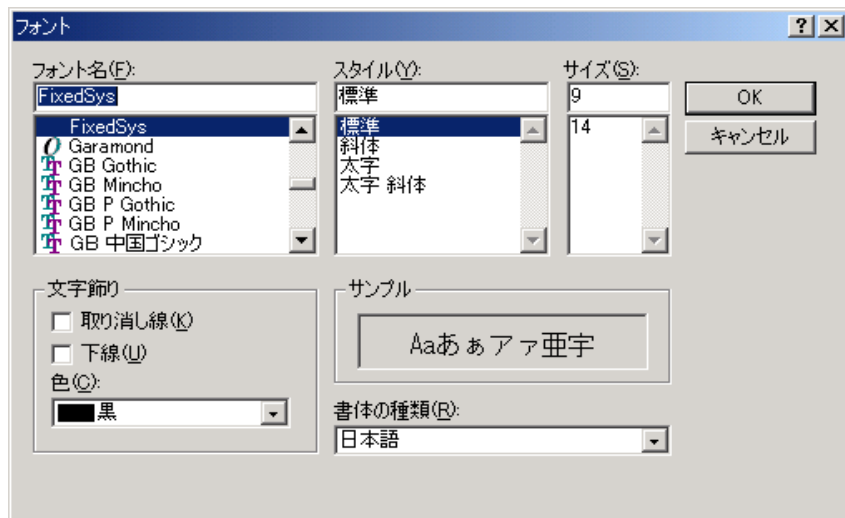 フォント
フォント名(F):
FixedSys
FixedSys
Garamond
GB Gothic
GB Mincho
GB P Gothic
GB P Mincho
GB 中国ゴシック
スタイル(Y):
標準
標準
斜体
太字
太字 斜体
サイズ(S):
9
14
OK
キャンセル
文字飾り
取り消し線(K)
下線(U)
色(C):
黒
サンプル
Aaあぁアァ亜宇
書体の種類(R):
日本語